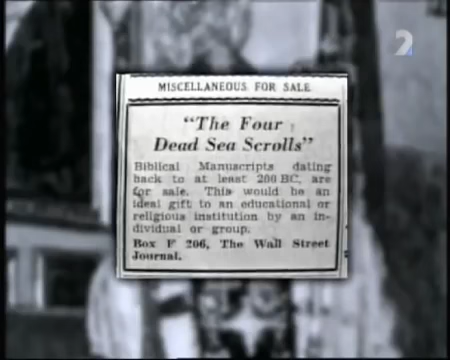 2
MISCELLANEOUS FOR SALE
"The Four
Dead Sea Scrolls"
Biblical Manuscripts dating
back to at least 200 BC, are
for sale. This would be an
ideal gift to an educational or
religious institution by an in-
dividual or group.
Box F 206, The Wall Street
Journal.